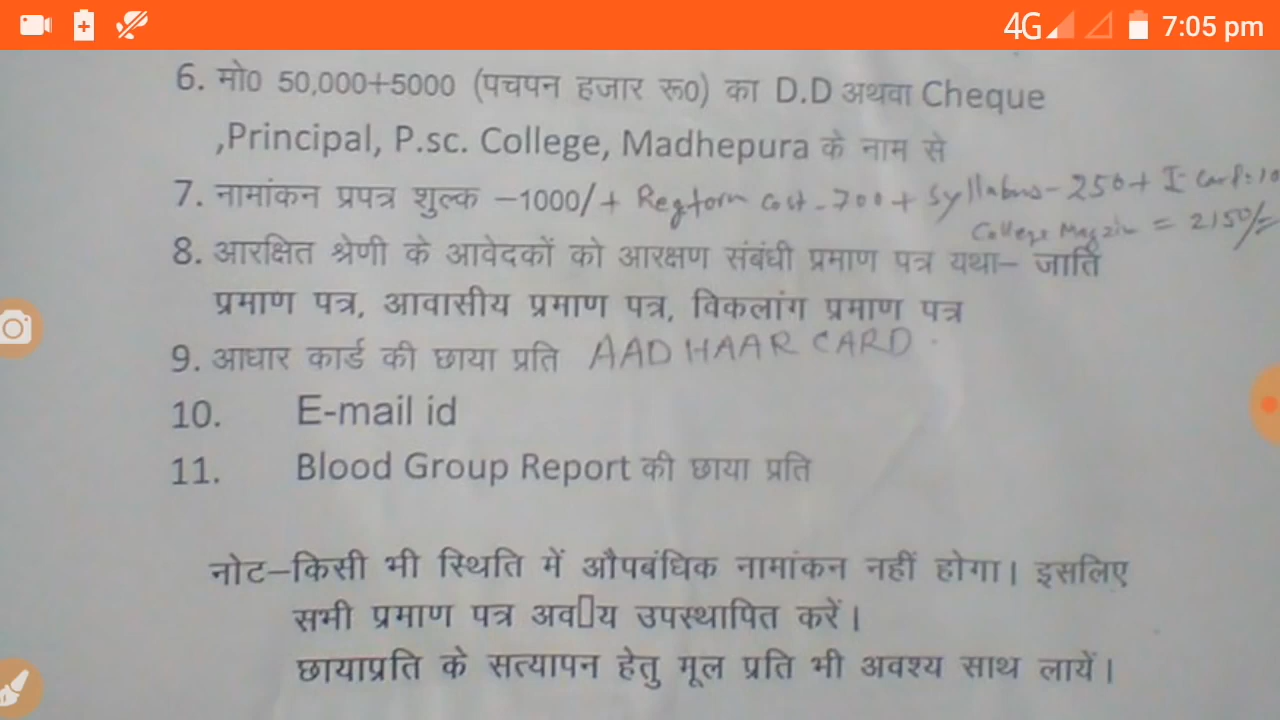 4G 7:05 pm
6. मो0 50,000+5000 (पचपन हजार रू0) का D.D अथवा Cheque
,Principal, P.sc. College, Madhepura के नाम से
7. नामांकन प्रपत्र शुल्क –1000/+ Regform Cost-700+ Syllabus-250+ I-Card:10
College Magzin = 2150/=
8. आरक्षित श्रेणी के आवेदकों को आरक्षण संबंधी प्रमाण पत्र यथा– जाति
प्रमाण पत्र, आवासीय प्रमाण पत्र, विकलांग प्रमाण पत्र
9. आधार कार्ड की छाया प्रति AADHAAR CARD.
10. E-mail id
11. Blood Group Report की छाया प्रति
नोट–किसी भी स्थिति में औपबंधिक नामांकन नहीं होगा। इसलिए
सभी प्रमाण पत्र अव▯य उपस्थापित करें।
छायाप्रति के सत्यापन हेतु मूल प्रति भी अवश्य साथ लायें।